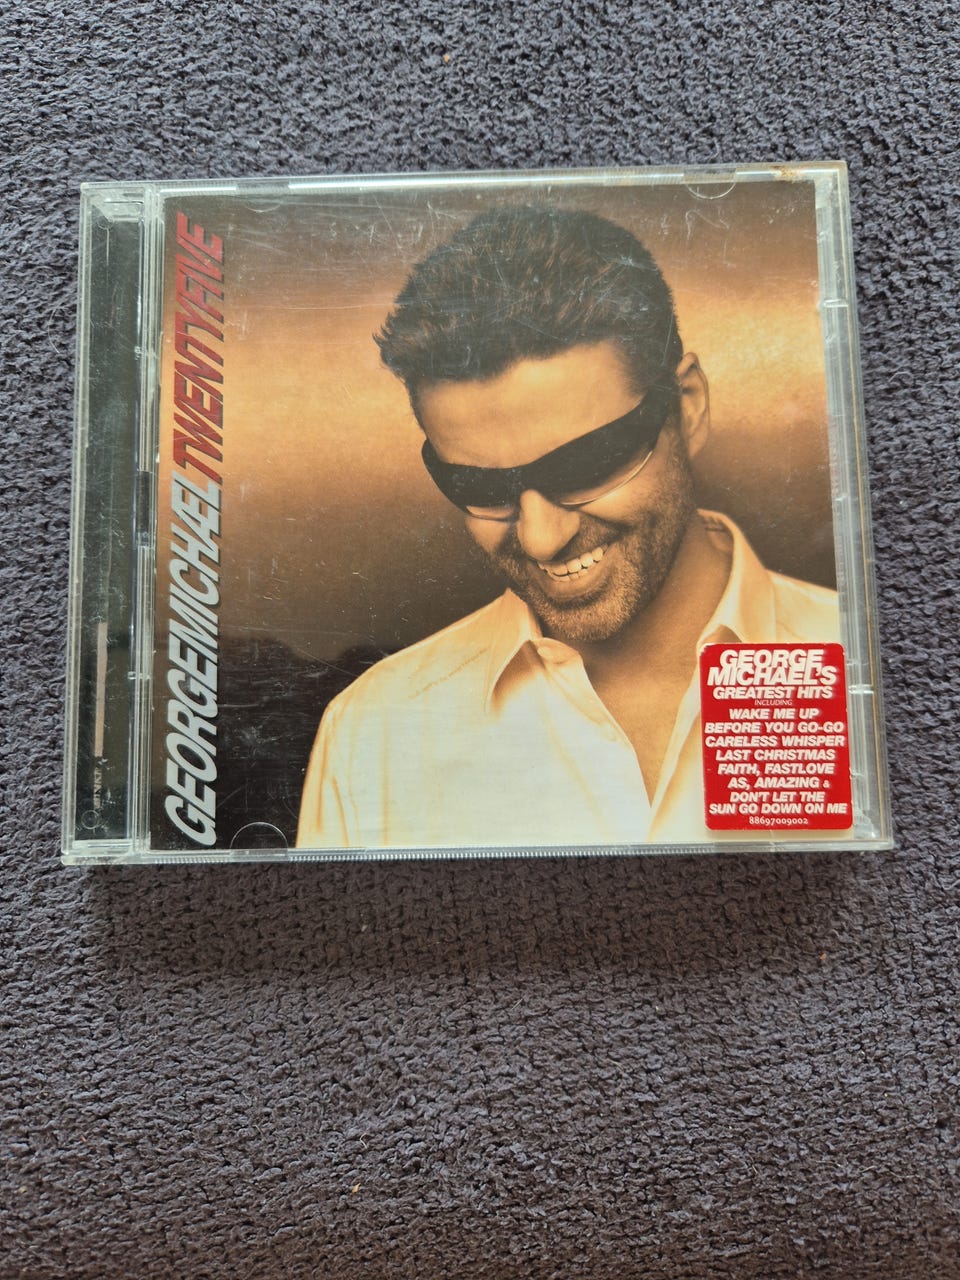 GEORGEMICHÆLTWENTYFIVE
GEORGE
MICHAEL'S
GREATEST HITS
INCLUDING
WAKE ME UP
BEFORE YOU GO-GO
CARELESS WHISPER
LAST CHRISTMAS
FAITH, FASTLOVE
AS, AMAZING &
DON'T LET THE
SUN GO DOWN ON ME
88697009002